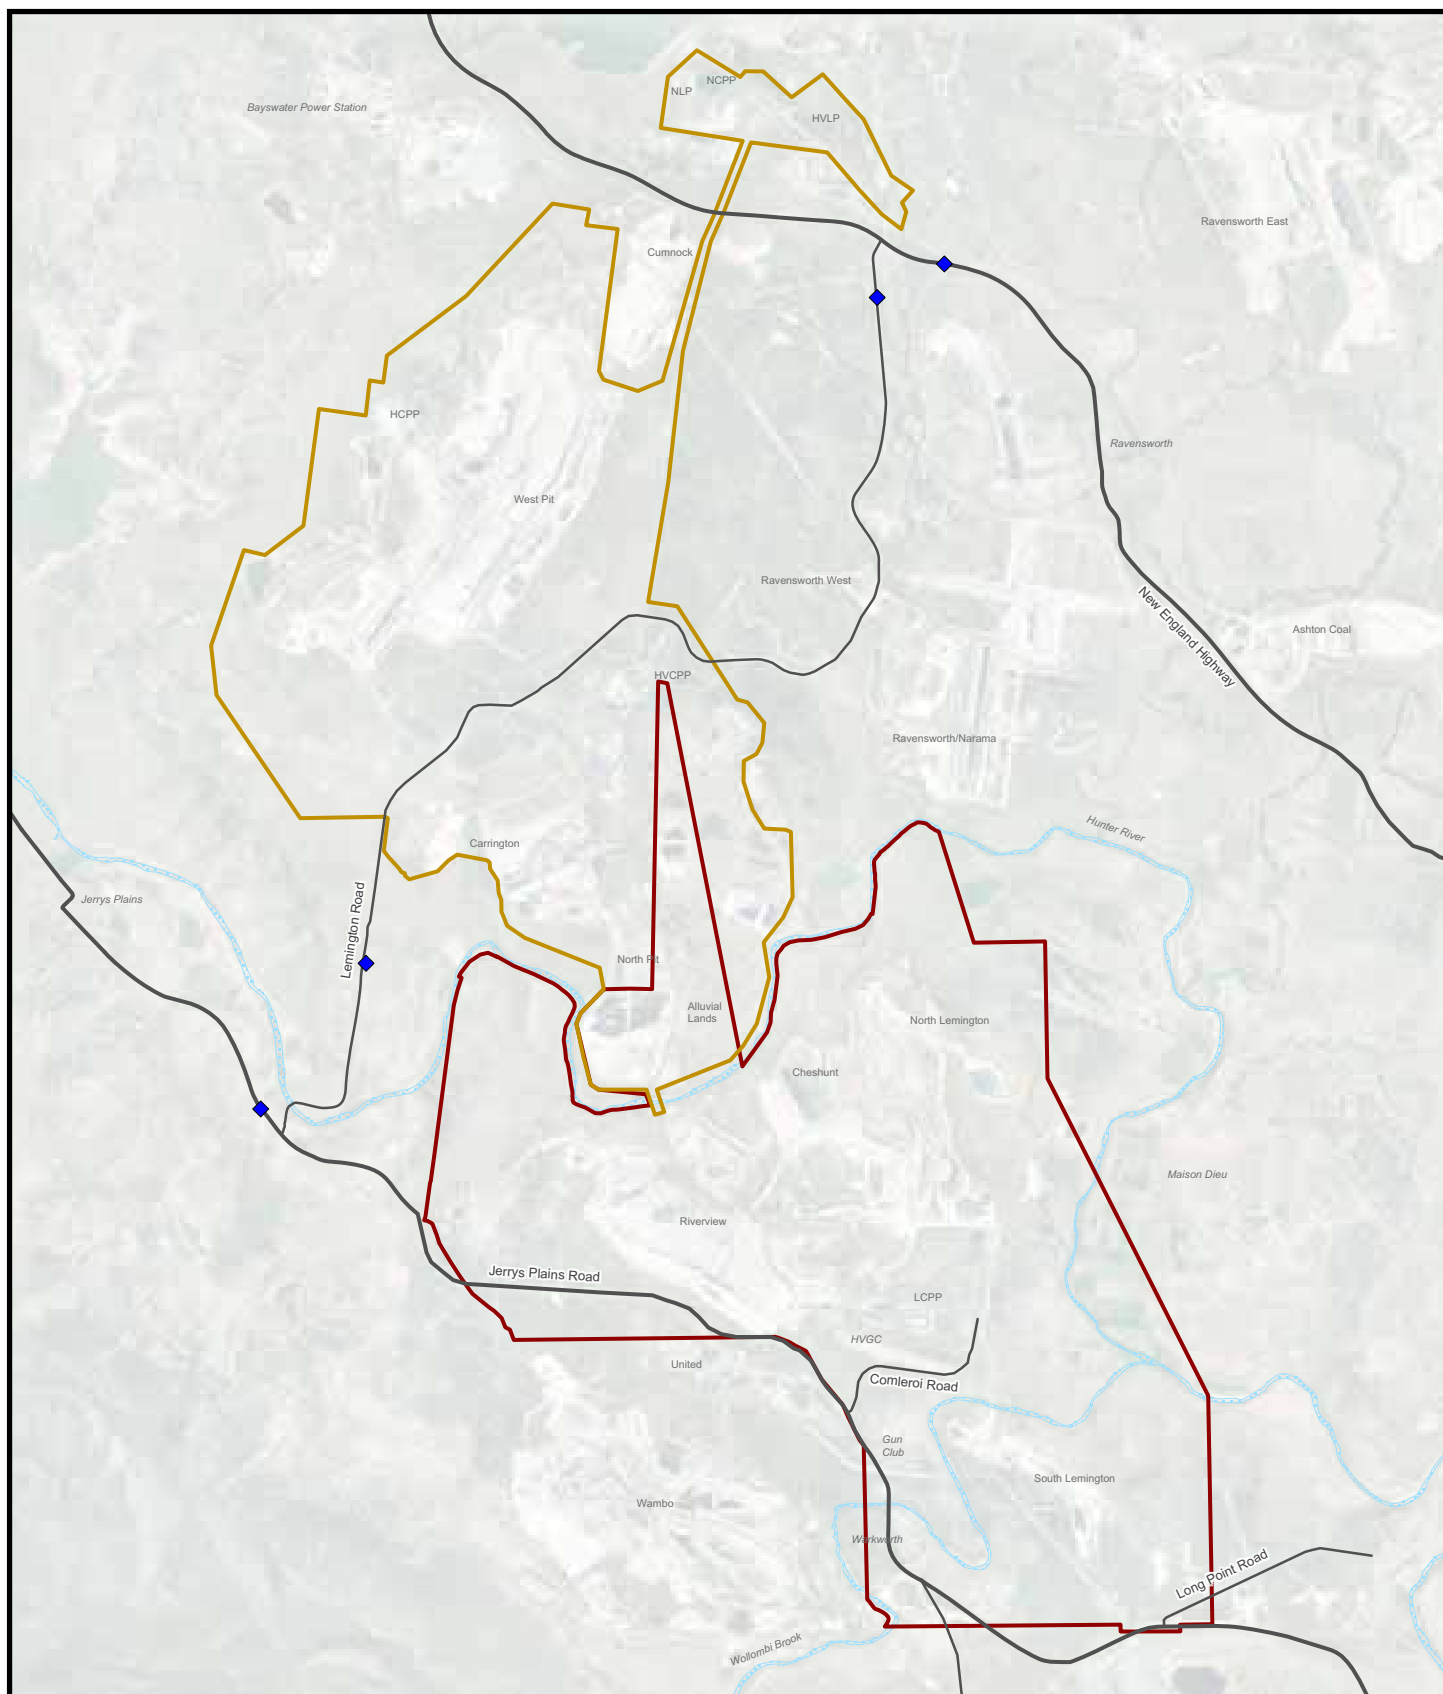 NCPP
NLP
Bayswater Power Station
HVLP
Ravensworth East
Cumnock
HCPP
Ravensworth
West Pit
Ravensworth West
New England Highway
Ashton Coal
HVCPP
Ravensworth/Narama
Hunter River
Carrington
Jerrys Plains
Lemington Road
North Pit
Alluvial
Lands
North Lemington
Cheshunt
Maison Dieu
Riverview
Jerrys Plains Road
LCPP
HVGC
United
Comleroi Road
Gun
Club
South Lemington
Wambo
Warkworth
Long Point Road
Wollombi Brook